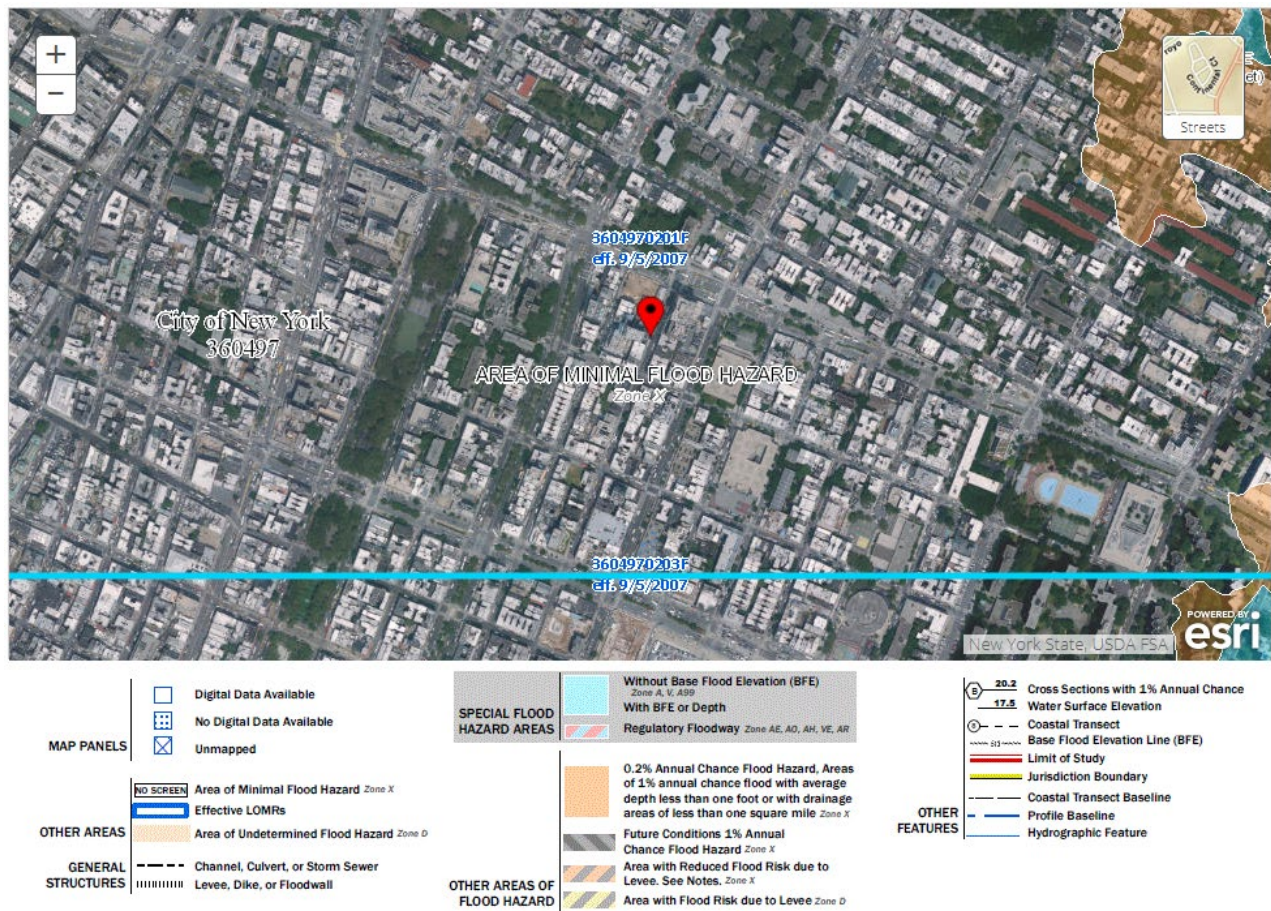 +
−
royo
Continental Ct
et)
Streets
3604970201F
eff. 9/5/2007
City of New York
360497
AREA OF MINIMAL FLOOD HAZARD
Zone X
3604970203F
eff. 9/5/2007
New York State, USDA FSA
POWERED BY
esri
MAP PANELS
Digital Data Available
No Digital Data Available
Unmapped
OTHER AREAS
NO SCREEN Area of Minimal Flood Hazard Zone X
Effective LOMRs
Area of Undetermined Flood Hazard Zone D
GENERAL
STRUCTURES
Channel, Culvert, or Storm Sewer
Levee, Dike, or Floodwall
SPECIAL FLOOD
HAZARD AREAS
Without Base Flood Elevation (BFE)
Zone A, V, A99
With BFE or Depth
Regulatory Floodway Zone AE, AO, AH, VE, AR
0.2% Annual Chance Flood Hazard, Areas
of 1% annual chance flood with average
depth less than one foot or with drainage
areas of less than one square mile Zone X
Future Conditions 1% Annual
Chance Flood Hazard Zone X
Area with Reduced Flood Risk due to
Levee. See Notes. Zone X
OTHER AREAS OF
FLOOD HAZARD
Area with Flood Risk due to Levee Zone D
B 20.2 Cross Sections with 1% Annual Chance
17.5 Water Surface Elevation
8 Coastal Transect
513 Base Flood Elevation Line (BFE)
Limit of Study
Jurisdiction Boundary
Coastal Transect Baseline
OTHER
FEATURES
Profile Baseline
Hydrographic Feature